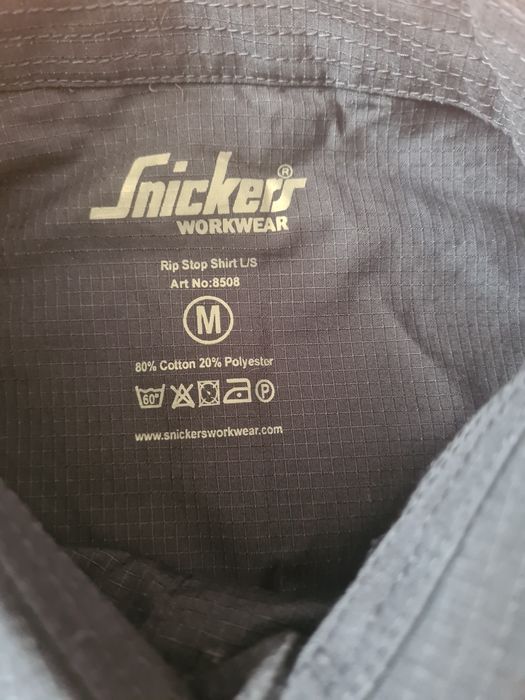 Snickers®
WORKWEAR
Rip Stop Shirt L/S
Art No:8508
M
80% Cotton 20% Polyester
60° P
www.snickersworkwear.com